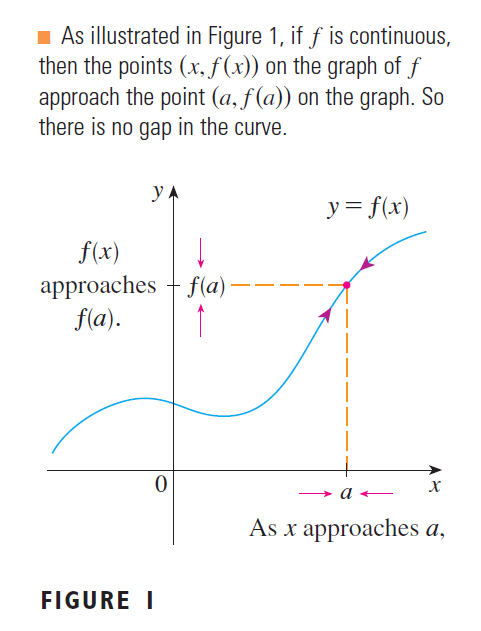 As illustrated in Figure 1, if f is continuous,
then the points (x, f(x)) on the graph of f
approach the point (a, f(a)) on the graph. So
there is no gap in the curve.
y
y = f(x)
f(x)
approaches
f(a).
f(a)
0
a
x
As x approaches a,
FIGURE 1